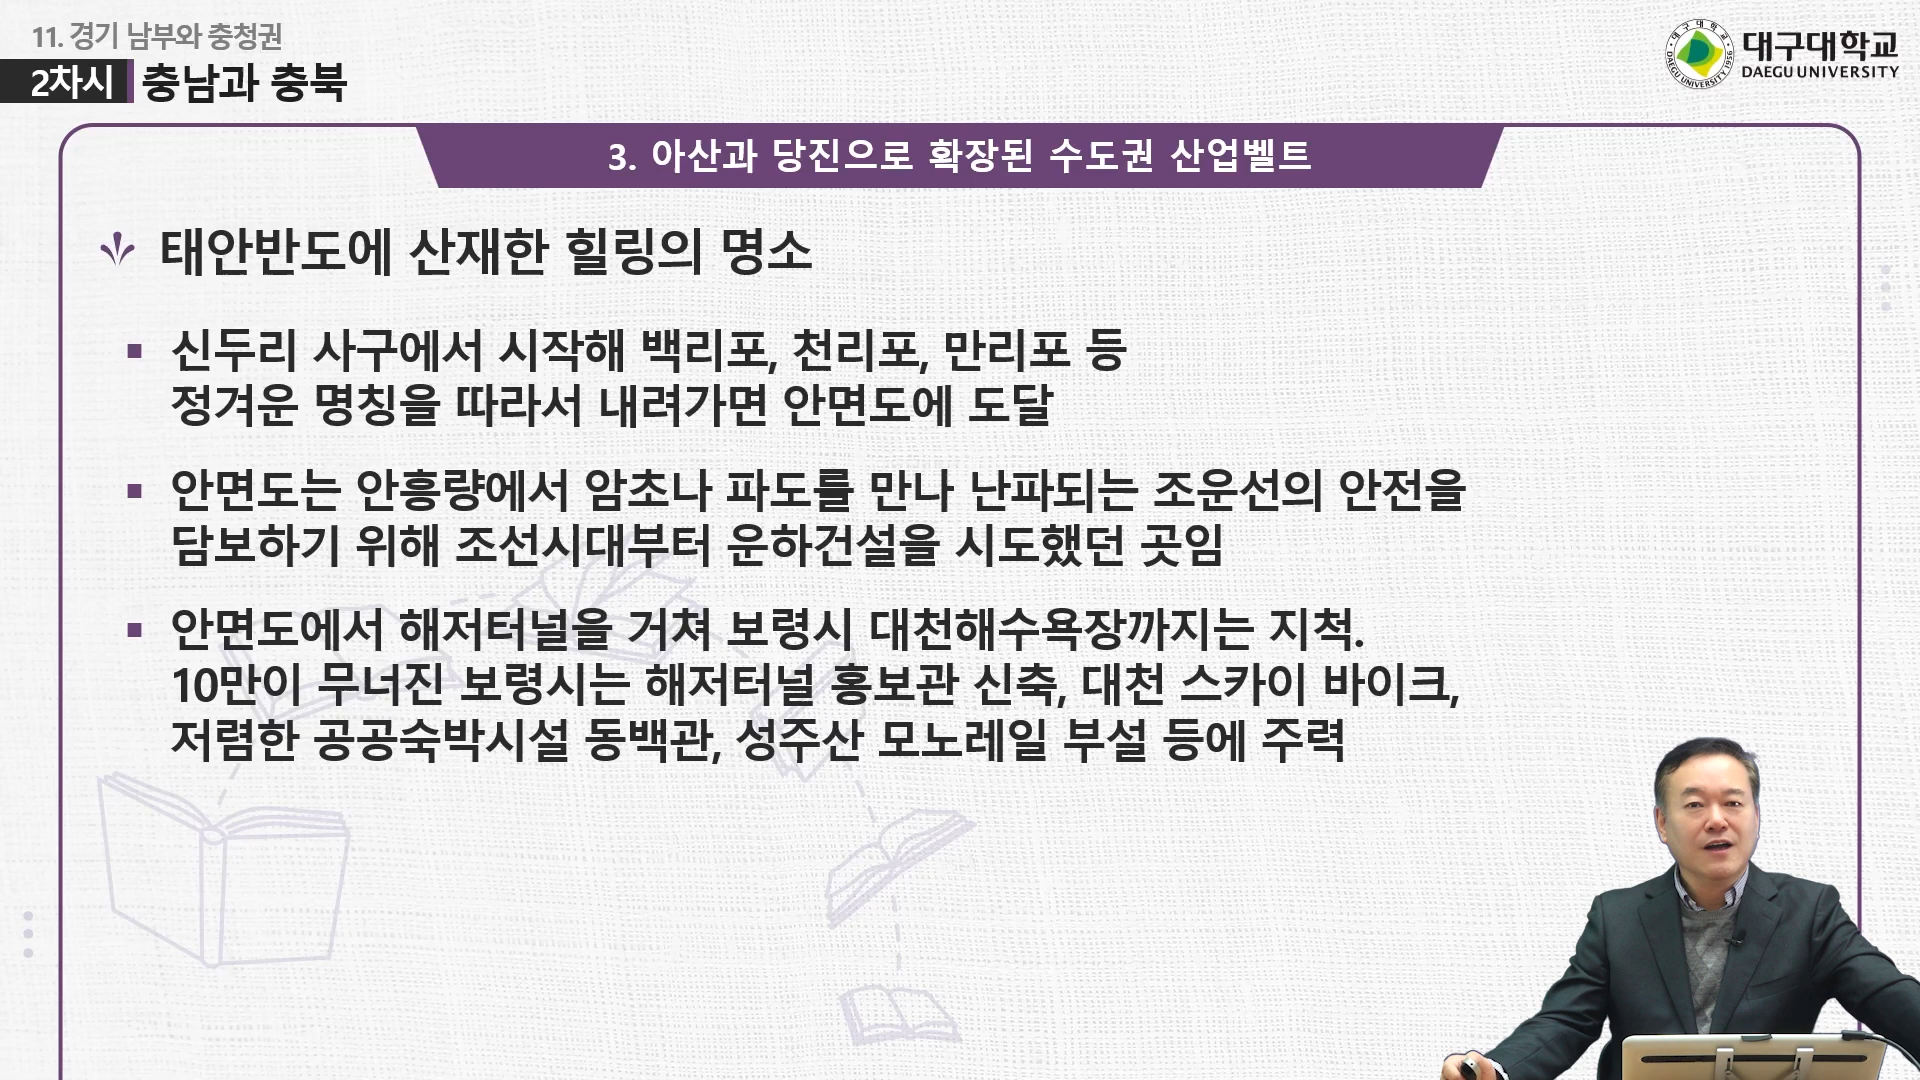 11. 경기 남부와 충청권
2차시 충남과 충북
대구대학교
DAEGU UNIVERSITY
대구대학교
DAEGU UNIVERSITY 1956
3. 아산과 당진으로 확장된 수도권 산업벨트
태안반도에 산재한 힐링의 명소
신두리 사구에서 시작해 백리포, 천리포, 만리포 등
정겨운 명칭을 따라서 내려가면 안면도에 도달
안면도는 안흥량에서 암초나 파도를 만나 난파되는 조운선의 안전을
담보하기 위해 조선시대부터 운하건설을 시도했던 곳임
안면도에서 해저터널을 거쳐 보령시 대천해수욕장까지는 지척.
10만이 무너진 보령시는 해저터널 홍보관 신축, 대천 스카이 바이크,
저렴한 공공숙박시설 동백관, 성주산 모노레일 부설 등에 주력